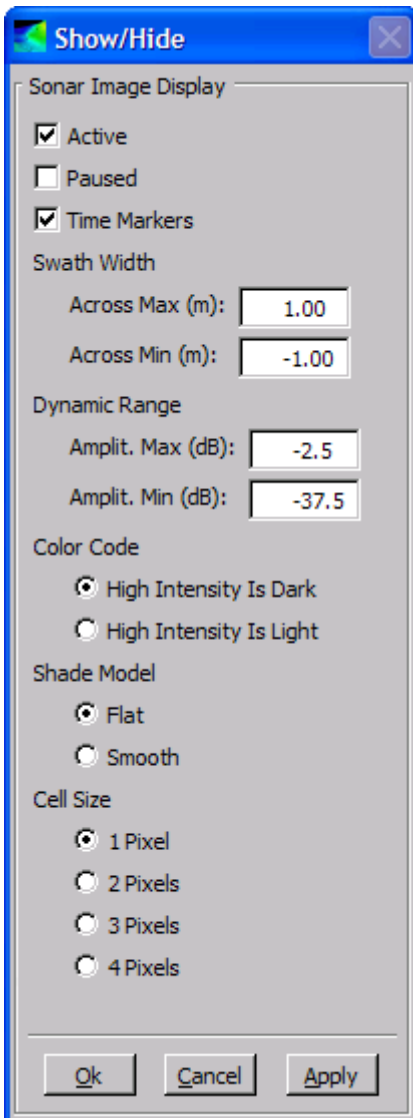 Show/Hide
Sonar Image Display
Active
Paused
Time Markers
Swath Width
Across Max (m): 1.00
Across Min (m): -1.00
Dynamic Range
Amplit. Max (dB): -2.5
Amplit. Min (dB): -37.5
Color Code
High Intensity Is Dark
High Intensity Is Light
Shade Model
Flat
Smooth
Cell Size
1 Pixel
2 Pixels
3 Pixels
4 Pixels
Ok Cancel Apply